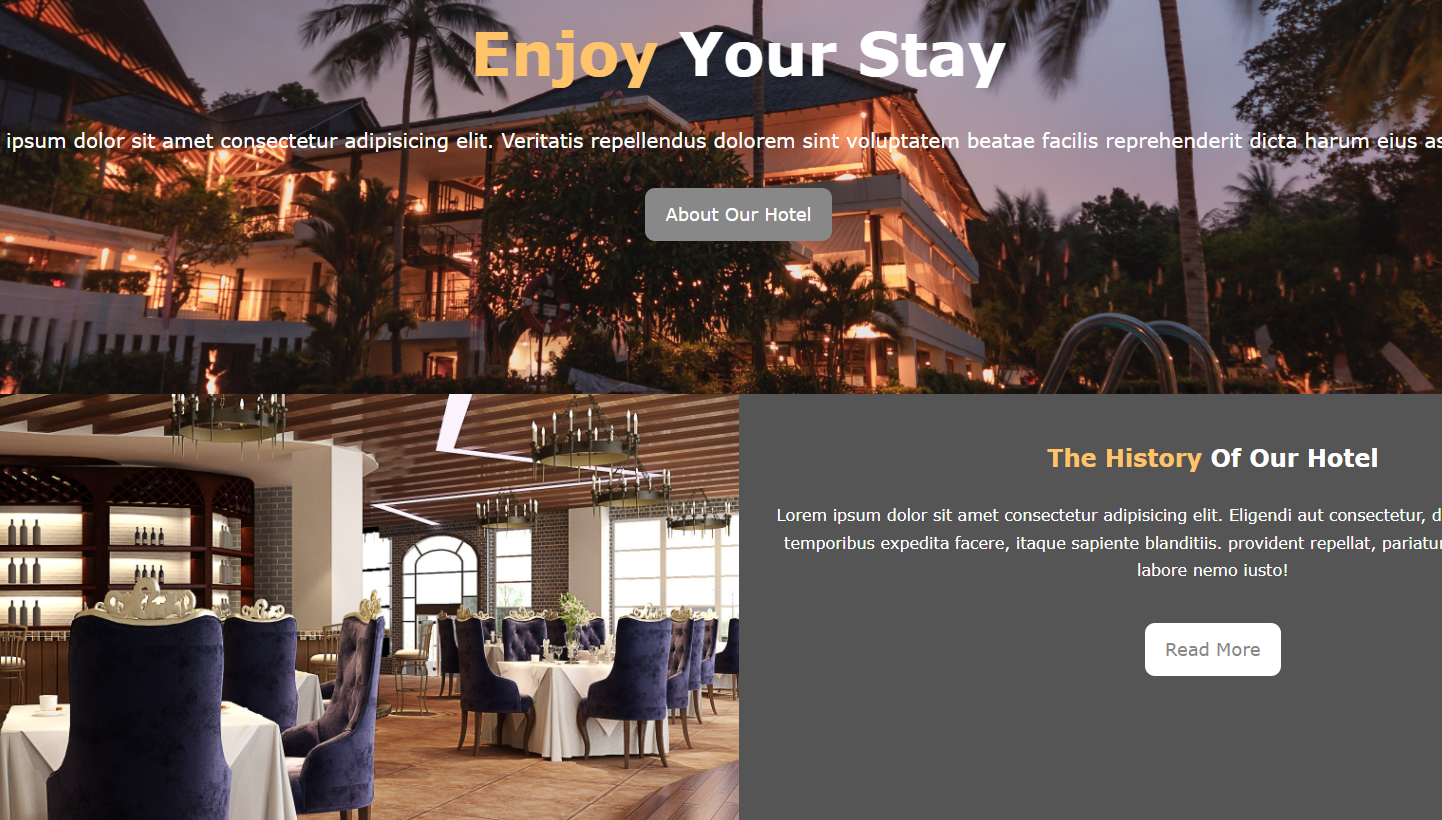 Enjoy Your Stay
ipsum dolor sit amet consectetur adipisicing elit. Veritatis repellendus dolorem sint voluptatem beatae facilis reprehenderit dicta harum eius
About Our Hotel
The History Of Our Hotel
Lorem ipsum dolor sit amet consectetur adipisicing elit. Eligendi aut consectetur,
temporibus expedita facere, itaque sapiente blanditiis. provident repellat,
labore nemo iusto!
Read More